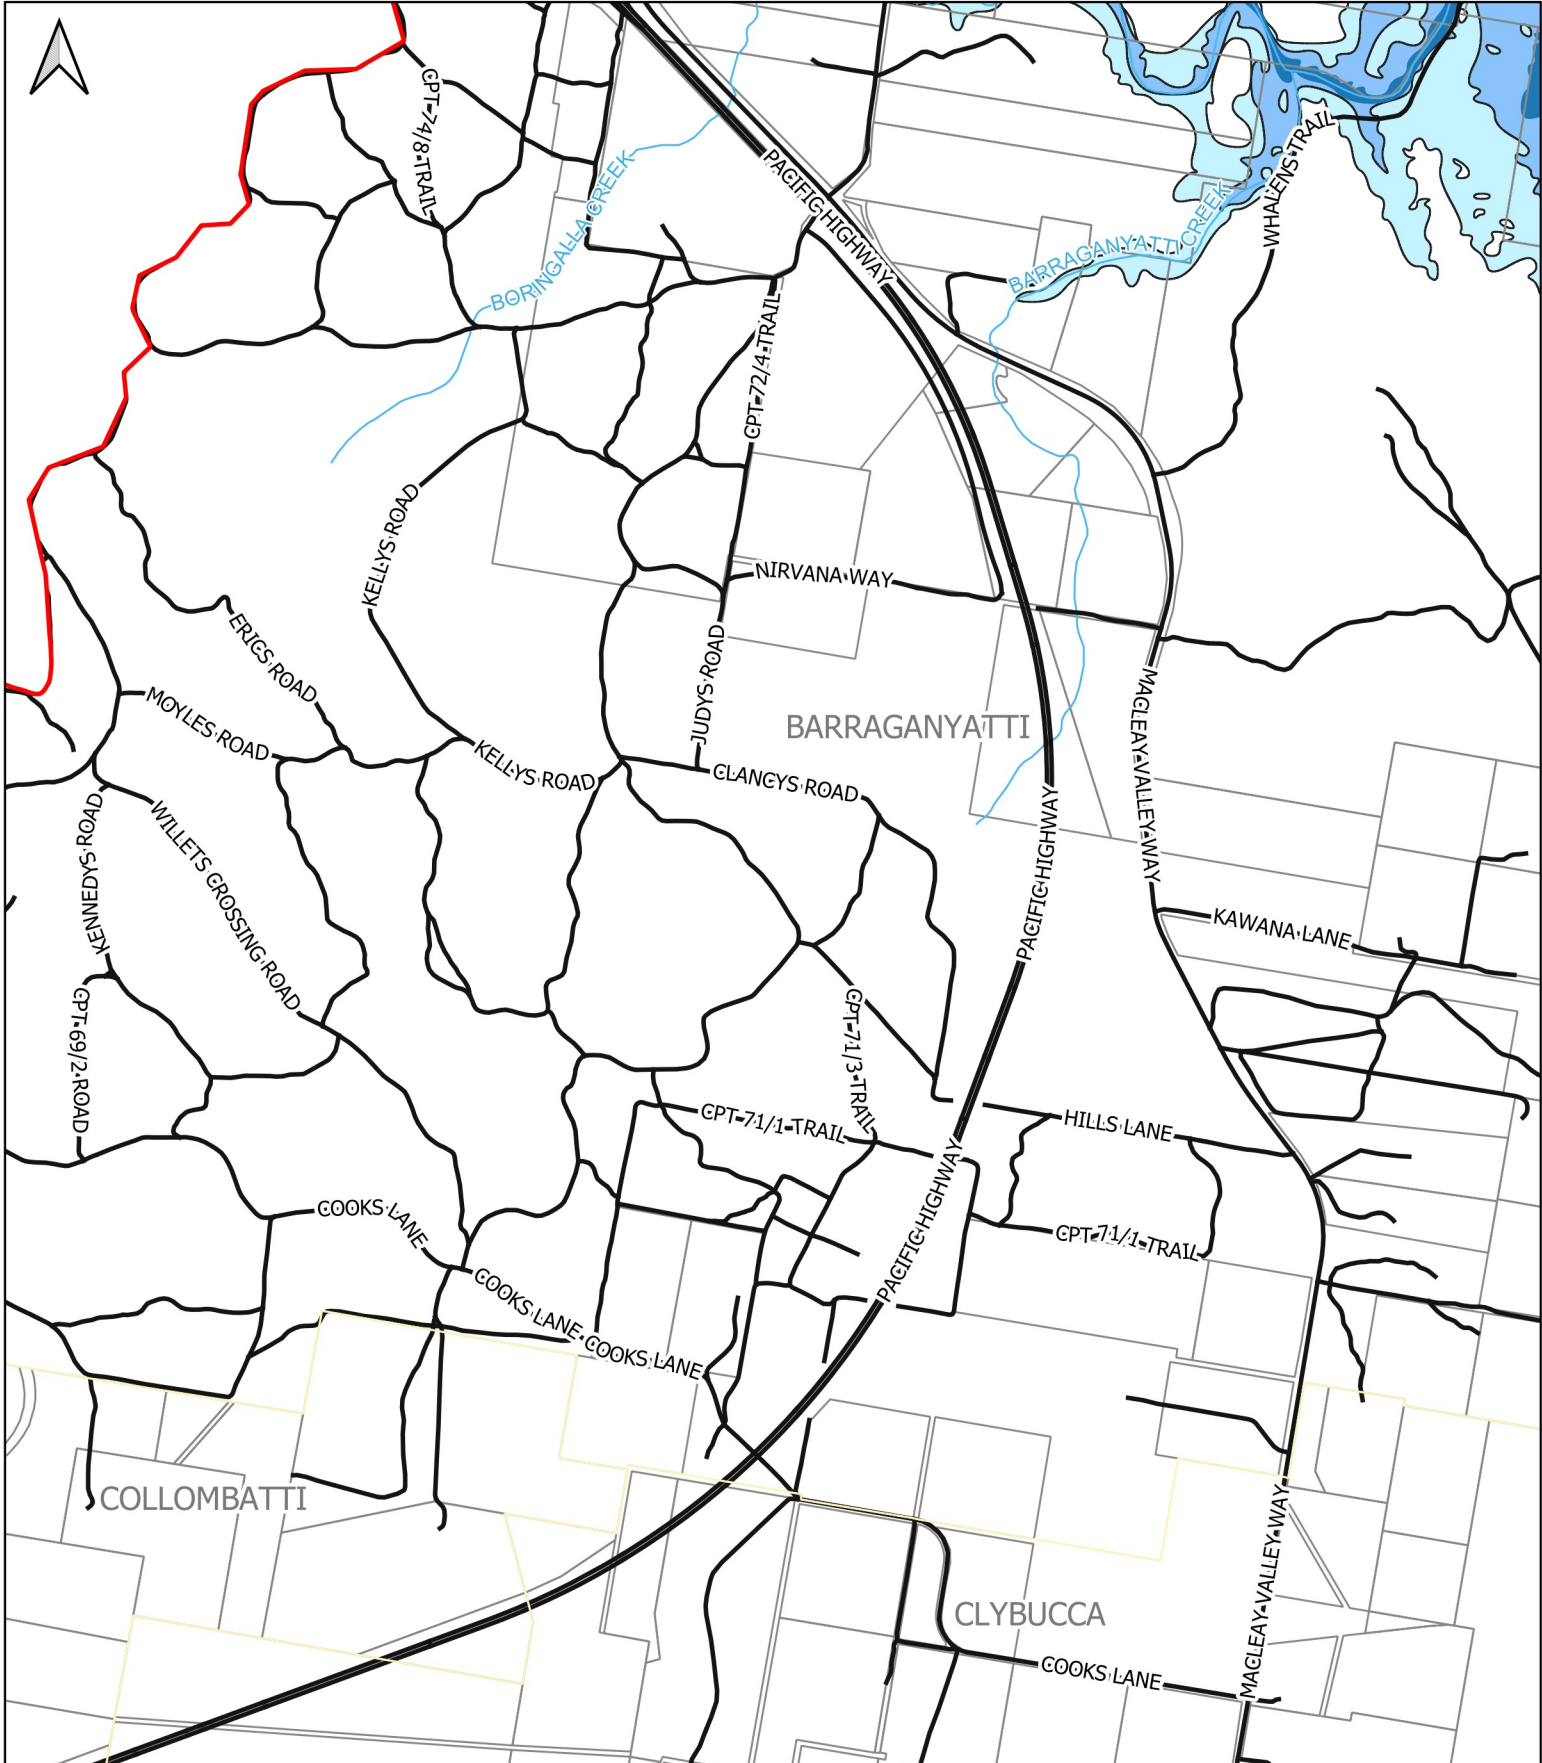 CPT-74/8-TRAIL
PACIFIC HIGHWAY
WHALENS-TRAIL
BORINGALLA CREEK
BARRAGANYATTI CREEK
CPT-72/4-TRAIL
KELLYS ROAD
NIRVANA WAY
ERICS ROAD
JUDYS ROAD
MOYLES ROAD
BARRAGANYATTI
MACLEAY-VALLEY-WAY
KELLYS ROAD
CLANCYS ROAD
KENNEDYS ROAD
WILLETS CROSSING ROAD
PACIFIC HIGHWAY
KAWANA LANE
CPT-69/2-ROAD
CPT-71/3-TRAIL
CPT-71/1-TRAIL
HILLS LANE
COOKS LANE
PACIFIC HIGHWAY
CPT-71/1-TRAIL
COOKS LANE
COOKS LANE
COLLOMBATTI
MACLEAY-VALLEY-WAY
CLYBUCCA
COOKS LANE